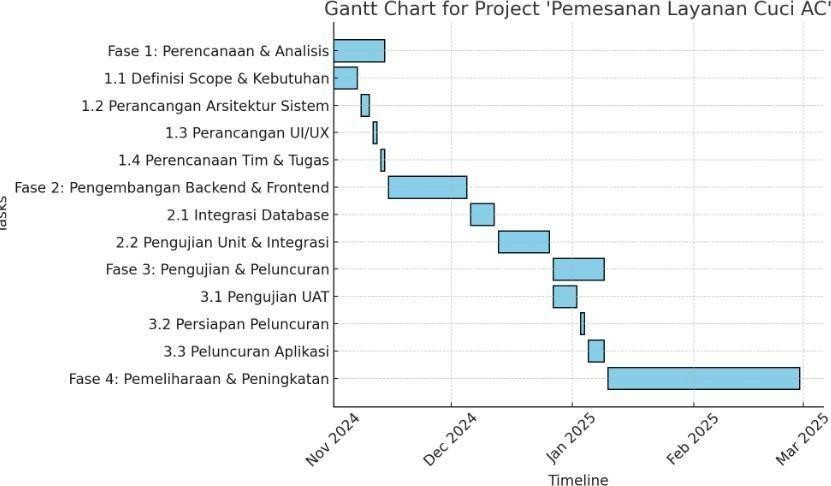 Gantt Chart for Project 'Pemesanan Layanan Cuci AC'
Fase 1: Perencanaan & Analisis
1.1 Definisi Scope & Kebutuhan
1.2 Perancangan Arsitektur Sistem
1.3 Perancangan UI/UX
1.4 Perencanaan Tim & Tugas
Fase 2: Pengembangan Backend & Frontend
2.1 Integrasi Database
2.2 Pengujian Unit & Integrasi
Fase 3: Pengujian & Peluncuran
3.1 Pengujian UAT
3.2 Persiapan Peluncuran
3.3 Peluncuran Aplikasi
Fase 4: Pemeliharaan & Peningkatan
Tasks
Nov 2024
Dec 2024
Jan 2025
Feb 2025
Mar 2025
Timeline